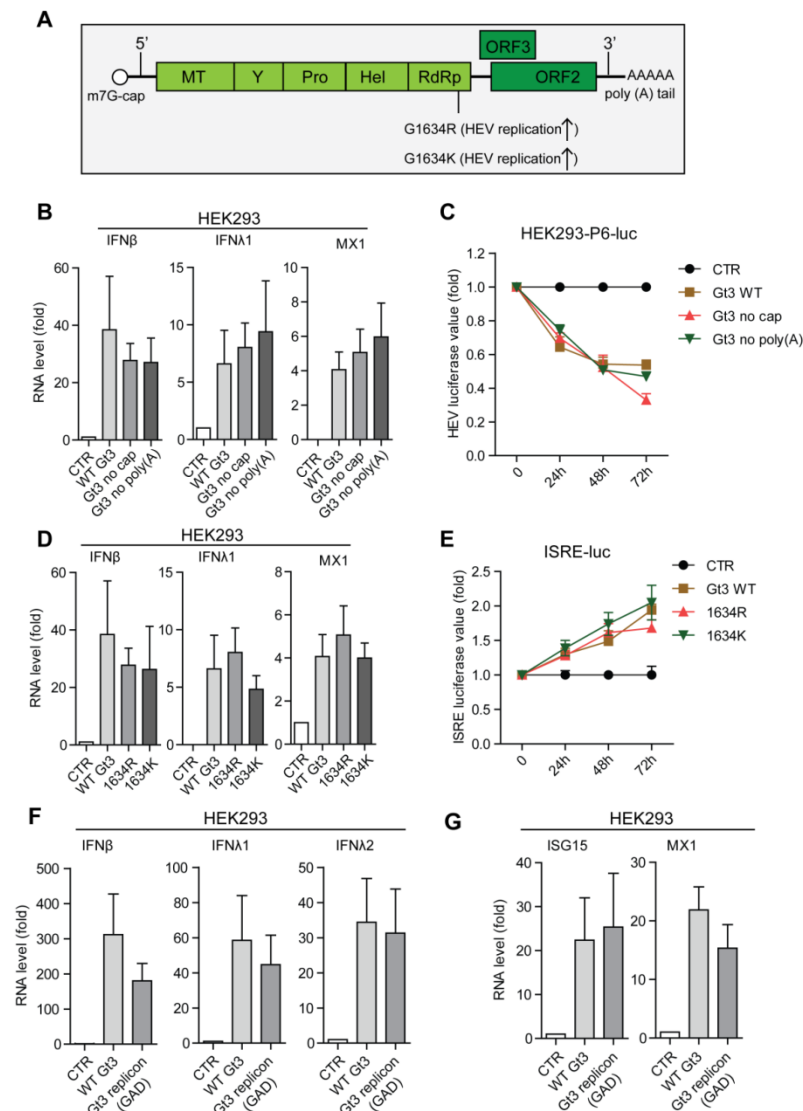 A
5’ ORF3 3’
MT Y Pro Hel RdRp ORF2 AAAAA
m7G-cap poly (A) tail
G1634R (HEV replication↑)
G1634K (HEV replication↑)
B
HEK293
IFNβ IFNλ1 MX1
RNA level (fold)
60
40
20
0
15
10
5
0
10
8
6
4
2
0
CTR WT Gt3 Gt3 no cap Gt3 no poly(A)
CTR WT Gt3 Gt3 no cap Gt3 no poly(A)
CTR WT Gt3 Gt3 no cap Gt3 no poly(A)
C
HEK293-P6-luc
HEV luciferase value (fold)
1.2
1.0
0.8
0.6
0.4
0.2
0.0
0 24h 48h 72h
CTR
Gt3 WT
Gt3 no cap
Gt3 no poly(A)
D
HEK293
IFNβ IFNλ1 MX1
RNA level (fold)
60
40
20
0
15
10
5
0
8
6
4
2
0
CTR WT Gt3 1634R 1634K
CTR WT Gt3 1634R 1634K
CTR WT Gt3 1634R 1634K
E
ISRE-luc
ISRE luciferase value (fold)
2.5
2.0
1.5
1.0
0.5
0.0
0 24h 48h 72h
CTR
Gt3 WT
1634R
1634K
F
HEK293
IFNβ IFNλ1 IFNλ2
RNA level (fold)
500
400
300
200
100
0
100
80
60
40
20
0
50
40
30
20
10
0
CTR WT Gt3 Gt3 replicon (GAD)
CTR WT Gt3 Gt3 replicon (GAD)
CTR WT Gt3 Gt3 replicon (GAD)
G
HEK293
ISG15 MX1
RNA level (fold)
40
30
20
10
0
30
20
10
0
CTR WT Gt3 Gt3 replicon (GAD)
CTR WT Gt3 Gt3 replicon (GAD)